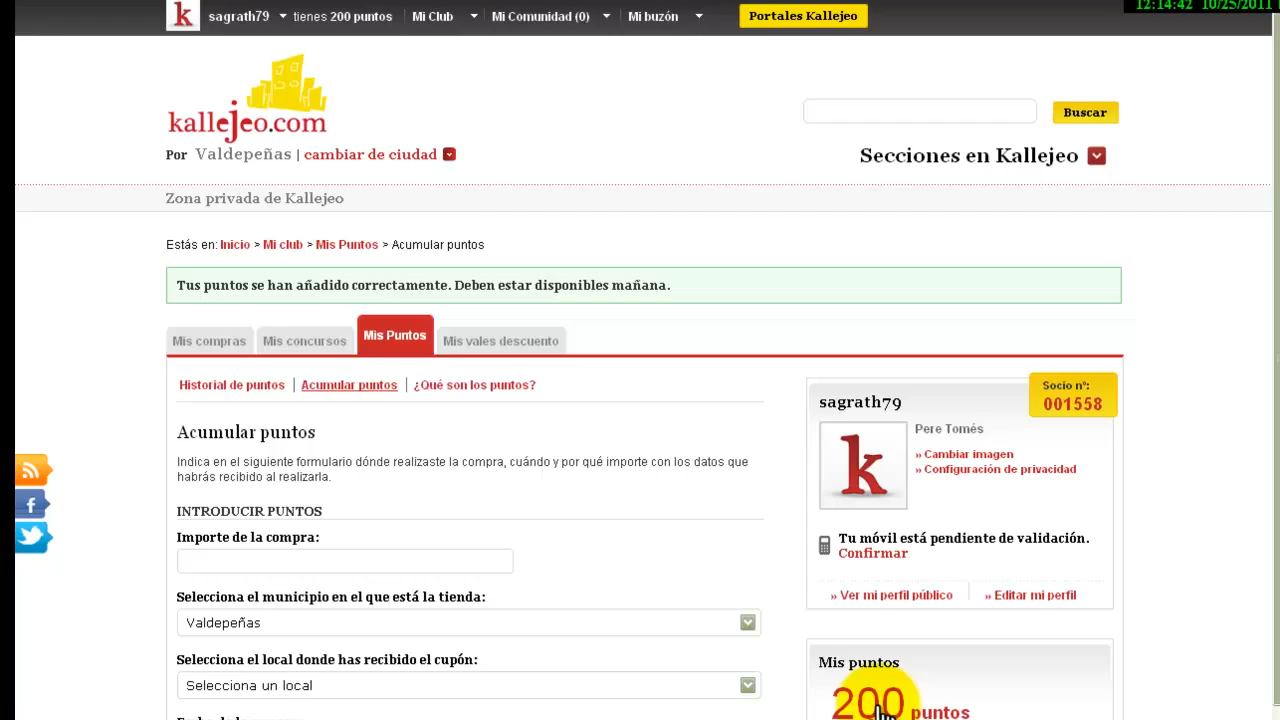 12:14:42 10/25/2011
k sagrath79 tienes 200 puntos Mi Club Mi Comunidad (0) Mi buzón Portales Kallejeo
kallejeo.com
Buscar
Por Valdepeñas | cambiar de ciudad
Secciones en Kallejeo
Zona privada de Kallejeo
Estás en: Inicio > Mi club > Mis Puntos > Acumular puntos
Tus puntos se han añadido correctamente. Deben estar disponibles mañana.
Mis compras Mis concursos Mis Puntos Mis vales descuento
Historial de puntos | Acumular puntos | ¿Qué son los puntos?
Acumular puntos
Indica en el siguiente formulario dónde realizaste la compra, cuándo y por qué importe con los datos que
habrás recibido al realizarla.
INTRODUCIR PUNTOS
Importe de la compra:
Selecciona el municipio en el que está la tienda:
Valdepeñas
Selecciona el local donde has recibido el cupón:
Selecciona un local
Socio nº:
001558
sagrath79
k
Pere Tomés
» Cambiar imagen
» Configuración de privacidad
Tu móvil está pendiente de validación.
Confirmar
» Ver mi perfil público » Editar mi perfil
Mis puntos
200 puntos
f